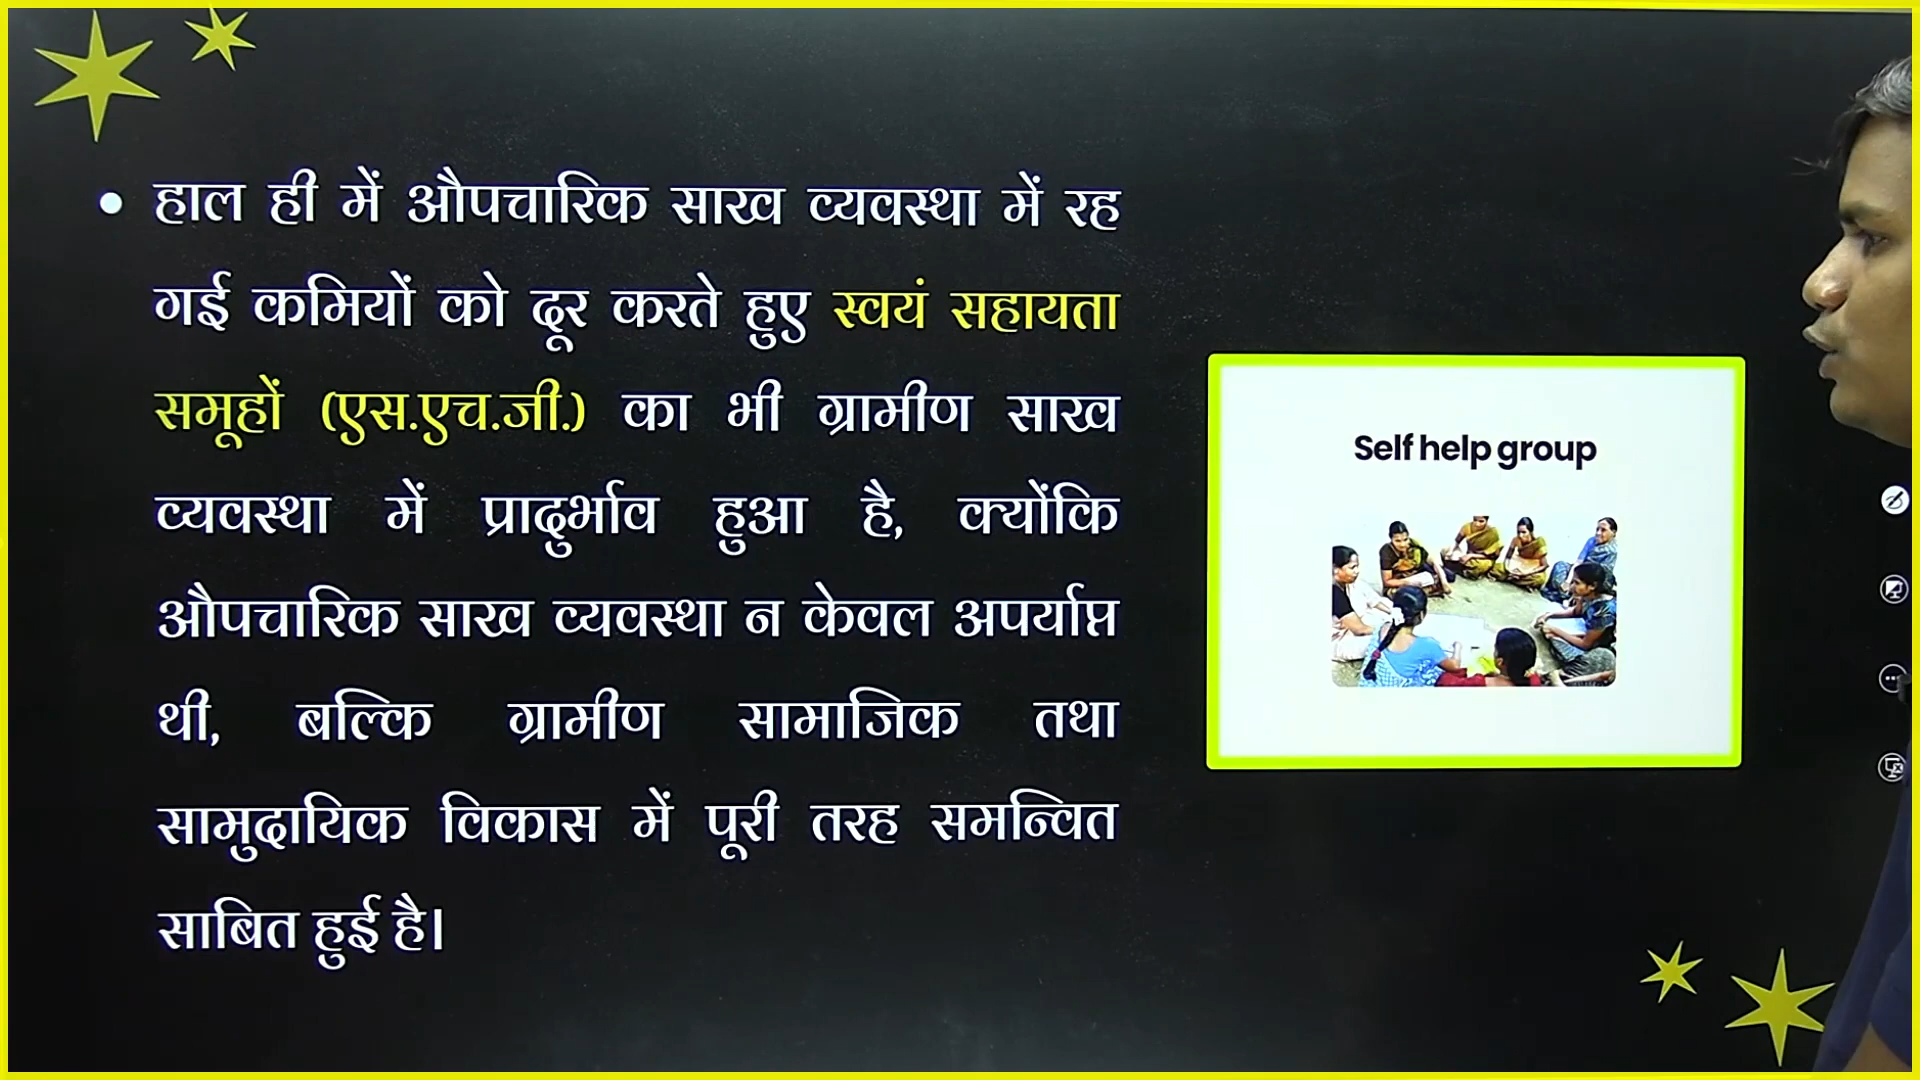 • हाल ही में औपचारिक साख व्यवस्था में रह
गई कमियों को दूर करते हुए स्वयं सहायता
समूहों (एस.एच.जी.) का भी ग्रामीण साख
व्यवस्था में प्रादुर्भाव हुआ है, क्योंकि
औपचारिक साख व्यवस्था न केवल अपर्याप्त
थी, बल्कि ग्रामीण सामाजिक तथा
सामुदायिक विकास में पूरी तरह समन्वित
साबित हुई है।
Self help group